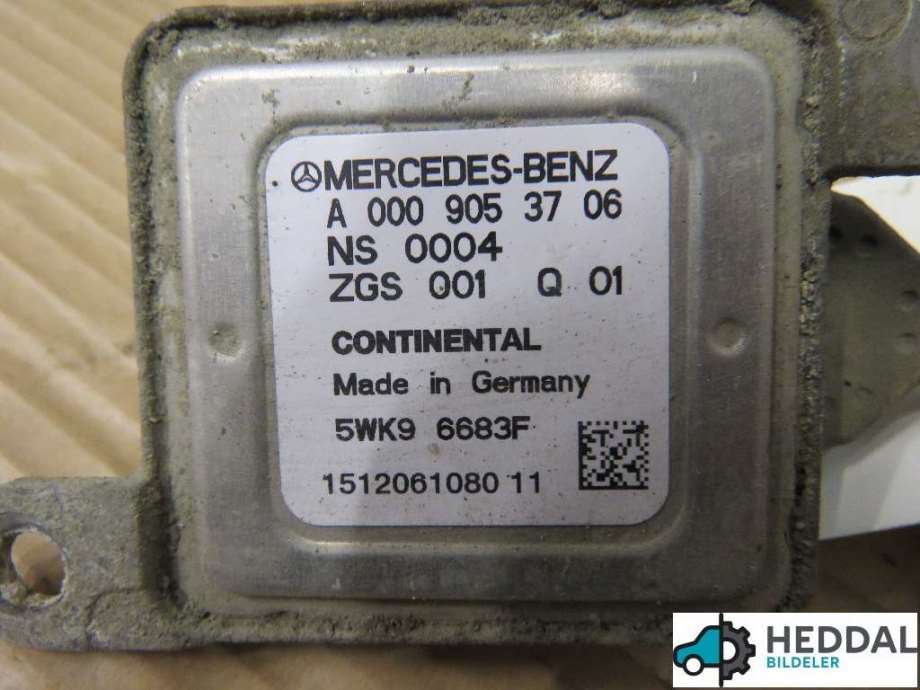 MERCEDES-BENZ
A 000 905 37 06
NS 0004
ZGS 001 Q 01
CONTINENTAL
Made in Germany
5WK9 6683F
1512061080 11
HEDDAL
BILDELER